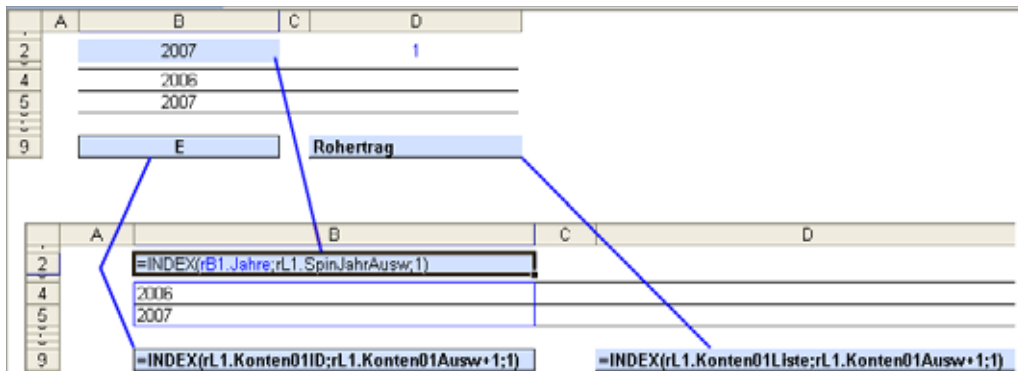 A B C D
2 2007 1
4 2006
5 2007
9 E Rohertrag
A B C D
2 =INDEX(rB1.Jahre;rL1.SpinJahrAusw;1)
4 2006
5 2007
9 =INDEX(rL1.Konten01ID;rL1.Konten01Ausw+1;1) =INDEX(rL1.Konten01Liste;rL1.Konten01Ausw+1;1)